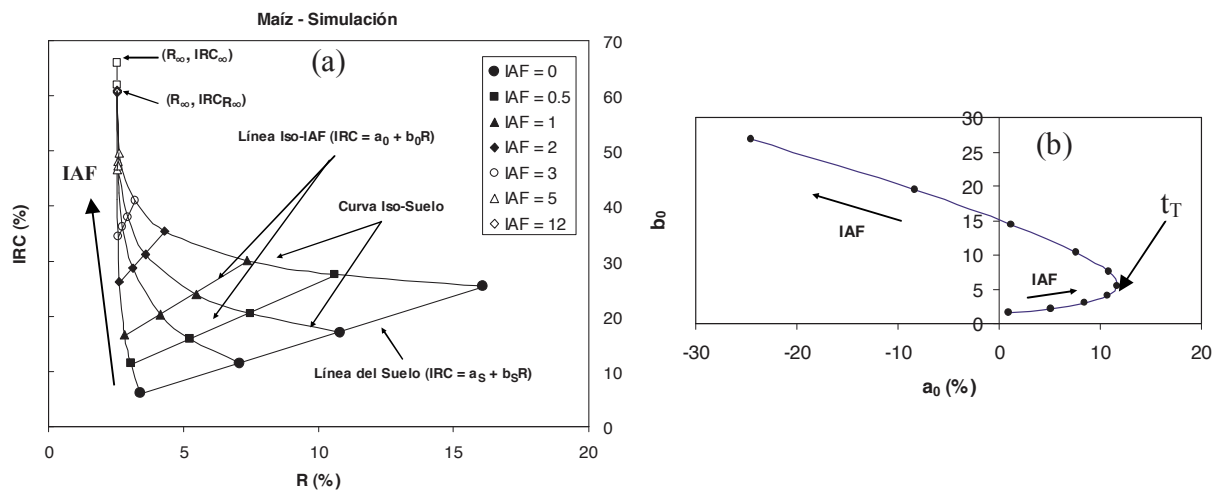 Maíz - Simulación
(a)
(R∞, IRC∞)
(R∞, IRCR∞)
IAF = 0
IAF = 0.5
IAF = 1
IAF = 2
IAF = 3
IAF = 5
IAF = 12
Línea Iso-IAF (IRC = a0 + b0R)
IAF
Curva Iso-Suelo
Línea del Suelo (IRC = aS + bSR)
IRC (%)
70
60
50
40
30
20
10
0
0 5 10 15 20
R (%)
(b)
30
25
20
15
10
5
0
b0
IAF
IAF
tT
-30 -20 -10 0 10 20
a0 (%)